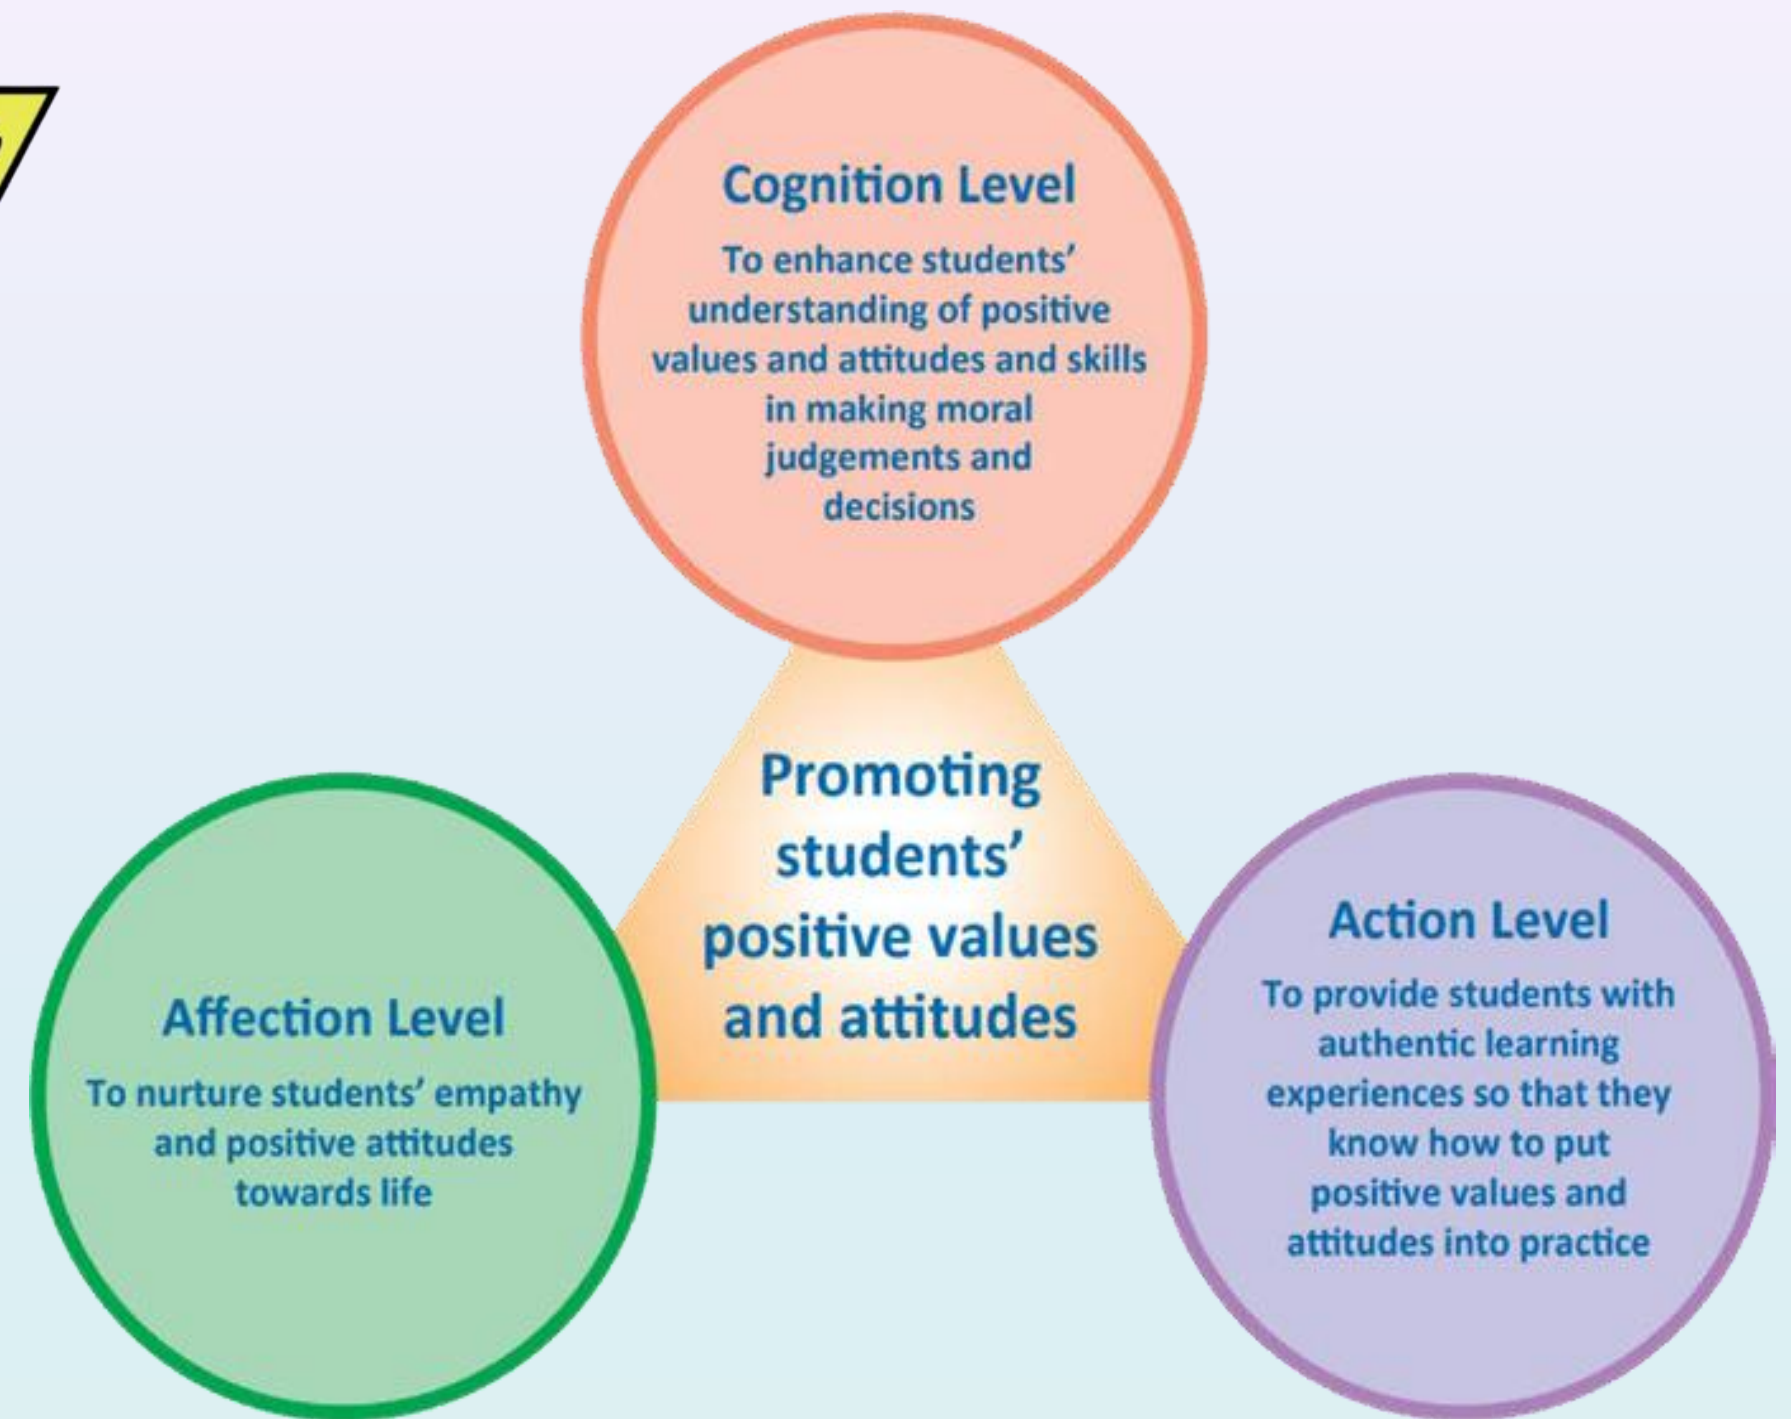 Cognition Level
To enhance students’
understanding of positive
values and attitudes and skills
in making moral
judgements and
decisions
Promoting
students’
positive values
and attitudes
Affection Level
To nurture students’ empathy
and positive attitudes
towards life
Action Level
To provide students with
authentic learning
experiences so that they
know how to put
positive values and
attitudes into practice